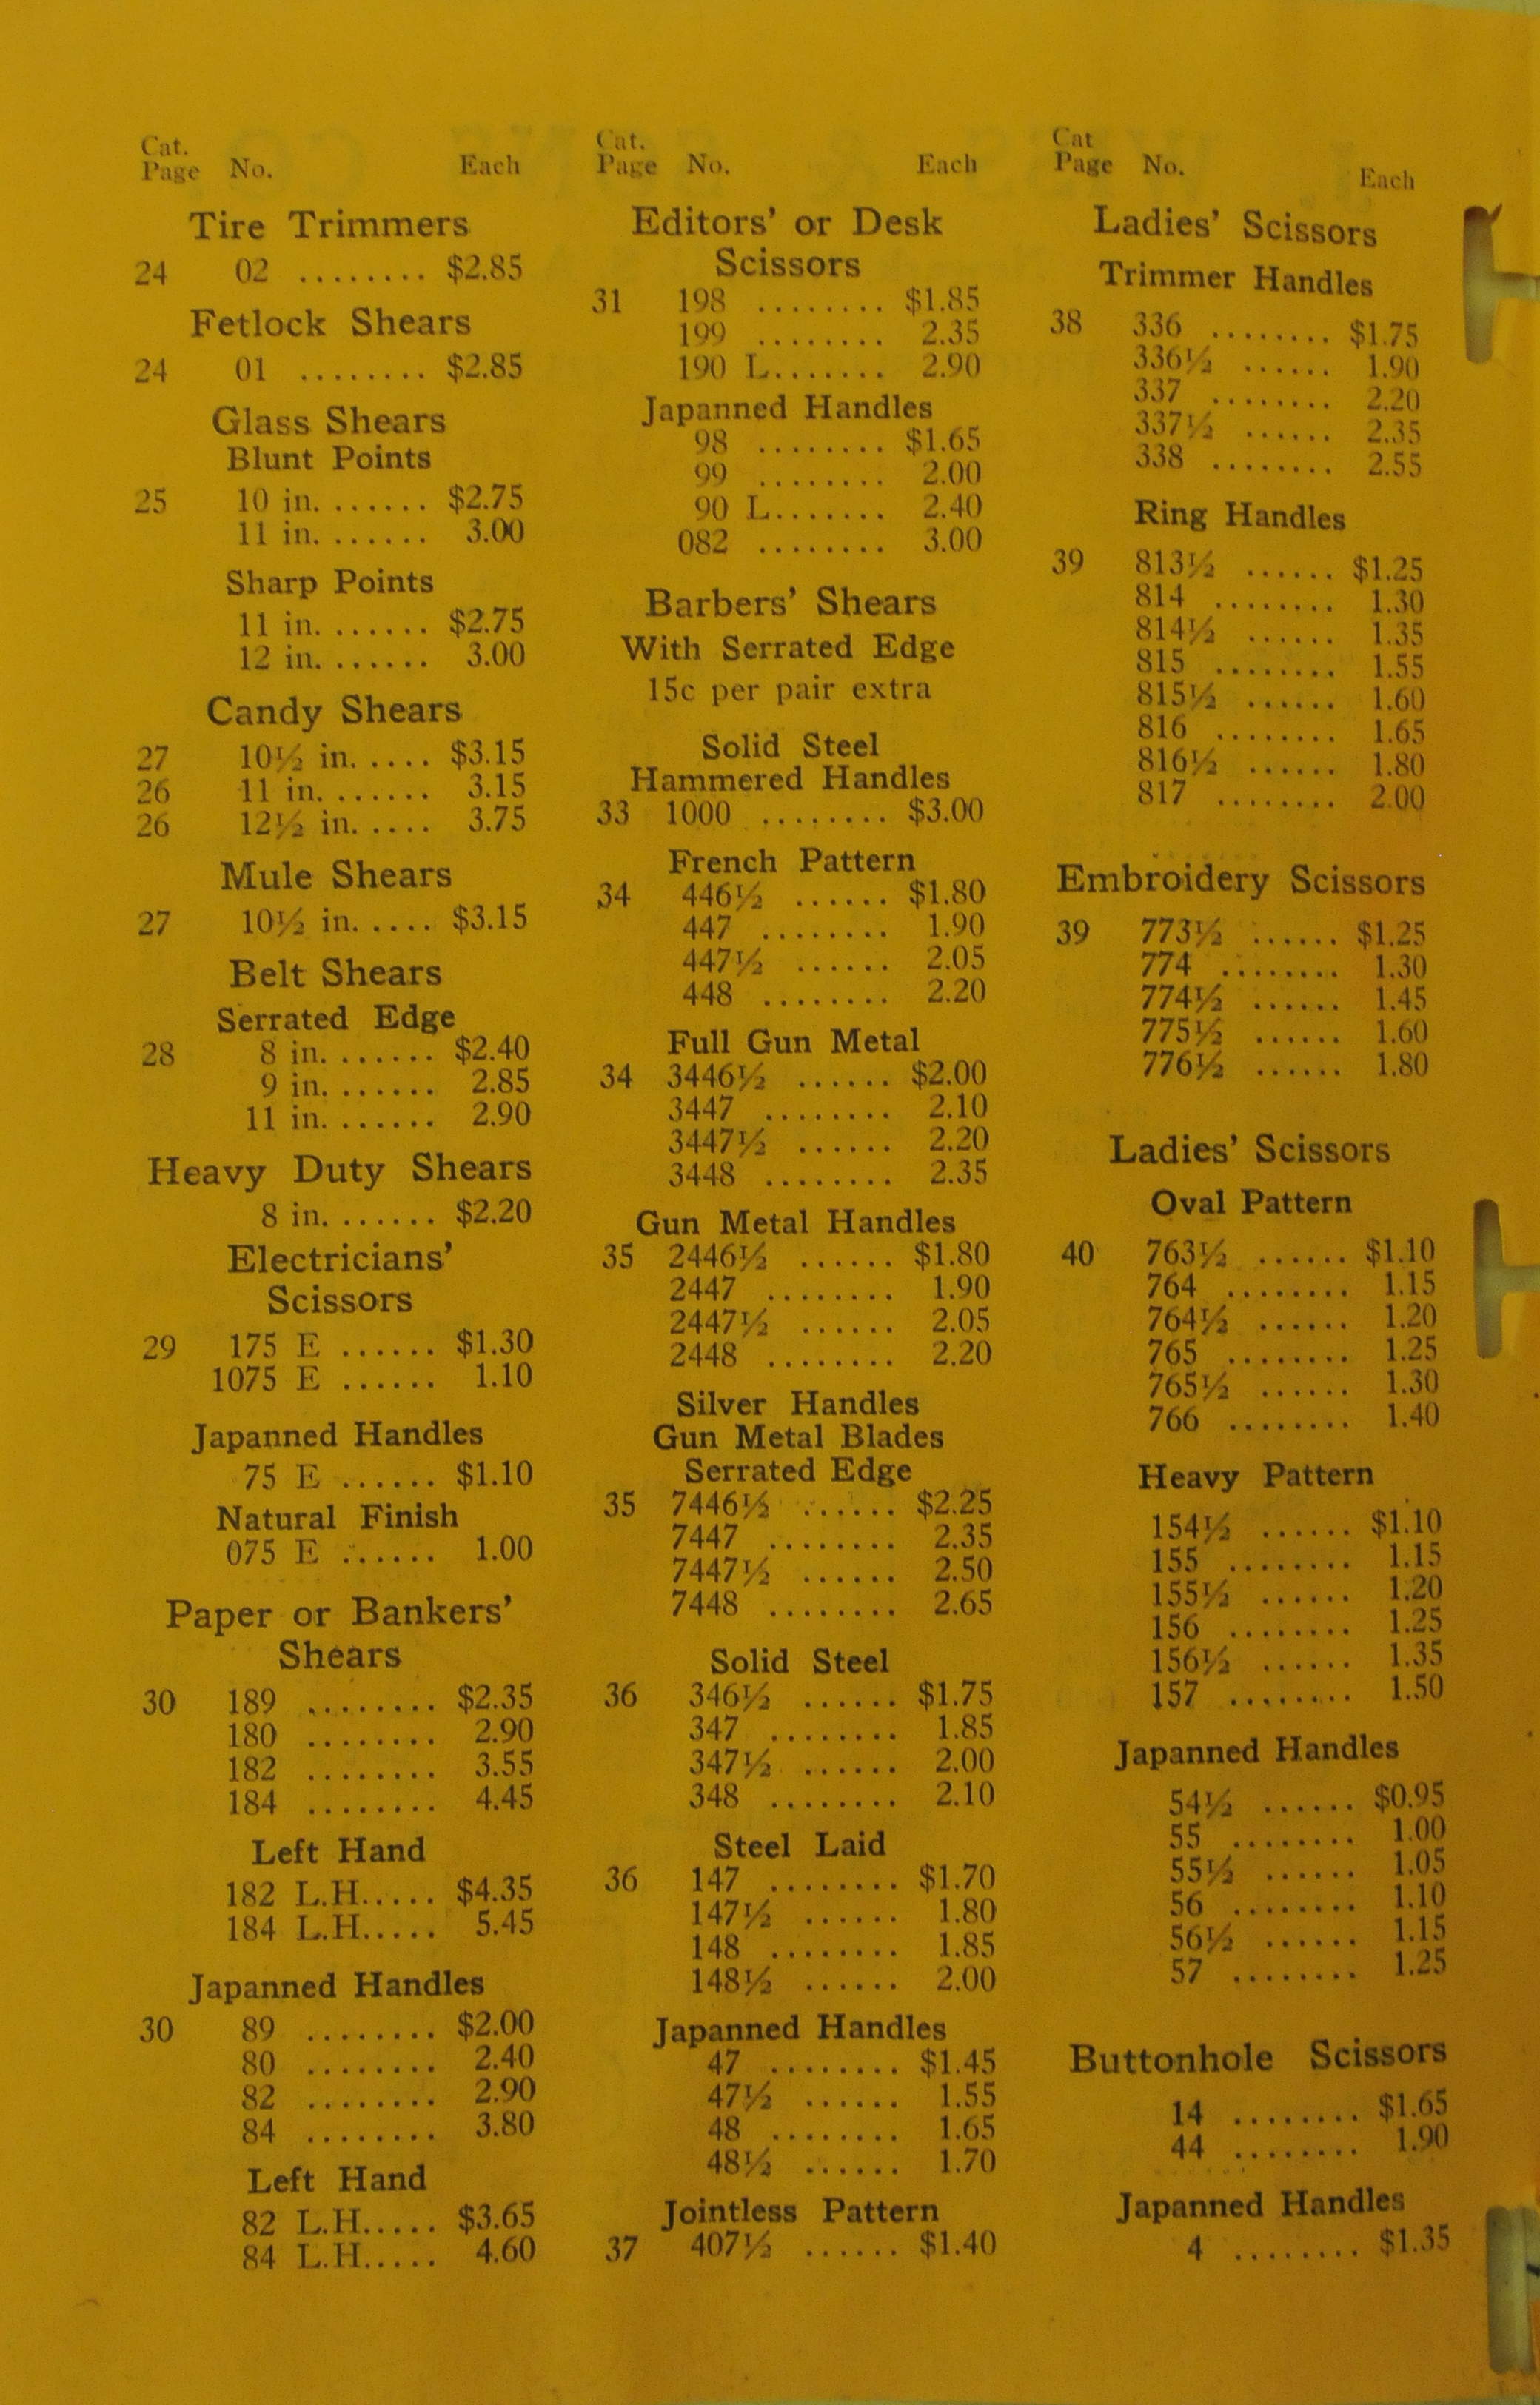 Cat.
Page No. Each
Tire Trimmers
24 02 ........ $2.85
Fetlock Shears
24 01 ........ $2.85
Glass Shears
Blunt Points
25 10 in. ...... $2.75
11 in. ...... 3.00
Sharp Points
11 in. ...... $2.75
12 in. ...... 3.00
Candy Shears
27 10½ in. .... $3.15
26 11 in. ...... 3.15
26 12½ in. .... 3.75
Mule Shears
27 10½ in. .... $3.15
Belt Shears
Serrated Edge
28 8 in. ...... $2.40
9 in. ...... 2.85
11 in. ...... 2.90
Heavy Duty Shears
8 in. ...... $2.20
Electricians'
Scissors
29 175 E ...... $1.30
1075 E ...... 1.10
Japanned Handles
75 E ...... $1.10
Natural Finish
075 E ...... 1.00
Paper or Bankers'
Shears
30 189 ........ $2.35
180 ........ 2.90
182 ........ 3.55
184 ........ 4.45
Left Hand
182 L.H..... $4.35
184 L.H..... 5.45
Japanned Handles
30 89 ........ $2.00
80 ........ 2.40
82 ........ 2.90
84 ........ 3.80
Left Hand
82 L.H..... $3.65
84 L.H..... 4.60
Cat.
Page No. Each
Editors' or Desk
Scissors
31 198 ........ $1.85
199 ........ 2.35
190 L....... 2.90
Japanned Handles
98 ........ $1.65
99 ........ 2.00
90 L....... 2.40
082 ........ 3.00
Barbers' Shears
With Serrated Edge
15c per pair extra
Solid Steel
Hammered Handles
33 1000 ........ $3.00
French Pattern
34 446½ ...... $1.80
447 ........ 1.90
447½ ...... 2.05
448 ........ 2.20
Full Gun Metal
34 3446½ ...... $2.00
3447 ........ 2.10
3447½ ...... 2.20
3448 ........ 2.35
Gun Metal Handles
35 2446½ ...... $1.80
2447 ........ 1.90
2447½ ...... 2.05
2448 ........ 2.20
Silver Handles
Gun Metal Blades
Serrated Edge
35 7446½ ...... $2.25
7447 ........ 2.35
7447½ ...... 2.50
7448 ........ 2.65
Solid Steel
36 346½ ...... $1.75
347 ........ 1.85
347½ ...... 2.00
348 ........ 2.10
Steel Laid
36 147 ........ $1.70
147½ ...... 1.80
148 ........ 1.85
148½ ...... 2.00
Japanned Handles
47 ........ $1.45
47½ ...... 1.55
48 ........ 1.65
48½ ...... 1.70
Jointless Pattern
37 407½ ...... $1.40
Cat
Page No. Each
Ladies' Scissors
Trimmer Handles
38 336 ........ $1.75
336½ ...... 1.90
337 ........ 2.20
337½ ...... 2.35
338 ........ 2.55
Ring Handles
39 813½ ...... $1.25
814 ........ 1.30
814½ ...... 1.35
815 ........ 1.55
815½ ...... 1.60
816 ........ 1.65
816½ ...... 1.80
817 ........ 2.00
Embroidery Scissors
39 773½ ...... $1.25
774 ........ 1.30
774½ ...... 1.45
775½ ...... 1.60
776½ ...... 1.80
Ladies' Scissors
Oval Pattern
40 763½ ...... $1.10
764 ........ 1.15
764½ ...... 1.20
765 ........ 1.25
765½ ...... 1.30
766 ........ 1.40
Heavy Pattern
154½ ...... $1.10
155 ........ 1.15
155½ ...... 1.20
156 ........ 1.25
156½ ...... 1.35
157 ........ 1.50
Japanned Handles
54½ ...... $0.95
55 ........ 1.00
55½ ...... 1.05
56 ........ 1.10
56½ ...... 1.15
57 ........ 1.25
Buttonhole Scissors
14 ........ $1.65
44 ........ 1.90
Japanned Handles
4 ........ $1.35